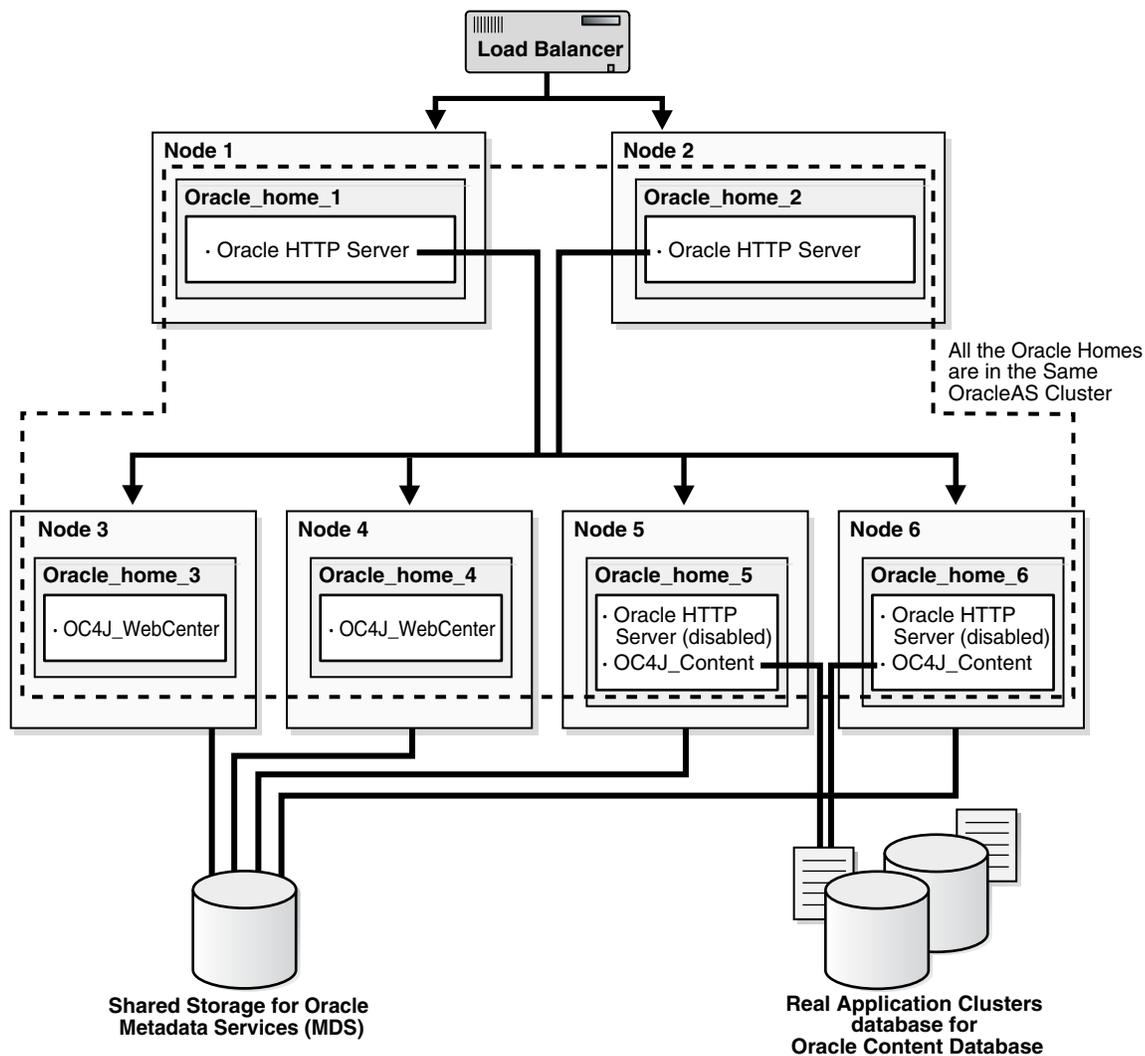 Load Balancer
Node 1
Node 2
Oracle_home_1
Oracle_home_2
· Oracle HTTP Server
· Oracle HTTP Server
All the Oracle Homes
are in the Same
OracleAS Cluster
Node 3
Node 4
Node 5
Node 6
Oracle_home_3
Oracle_home_4
Oracle_home_5
Oracle_home_6
· OC4J_WebCenter
· OC4J_WebCenter
· Oracle HTTP
Server (disabled)
· OC4J_Content
· Oracle HTTP
Server (disabled)
· OC4J_Content
Shared Storage for Oracle
Metadata Services (MDS)
Real Application Clusters
database for
Oracle Content Database